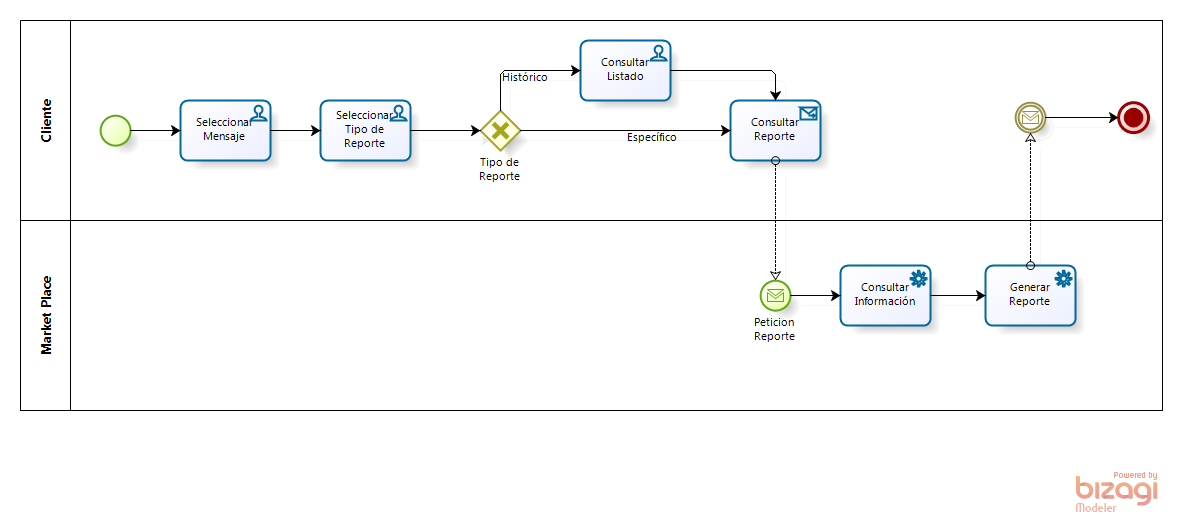 Cliente
Seleccionar
Mensaje
Seleccionar
Tipo de
Reporte
Tipo de
Reporte
Histórico
Específico
Consultar
Listado
Consultar
Reporte
Market Place
Peticion
Reporte
Consultar
Información
Generar
Reporte
Powered by
bizagi
Modeler